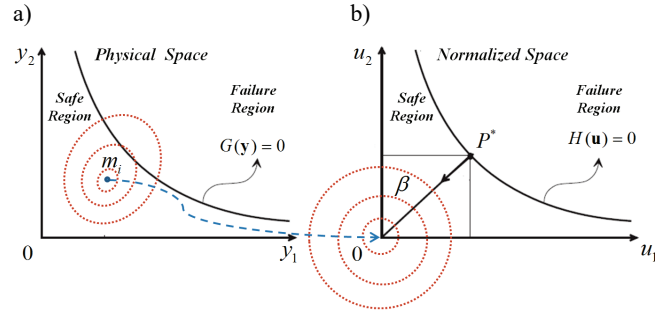 a)
y₂
Physical Space
Safe
Region
Failure
Region
G(y) = 0
m_j
0
y₁
b)
u₂
Normalized Space
Safe
Region
Failure
Region
P*
H(u) = 0
β
0
u₁